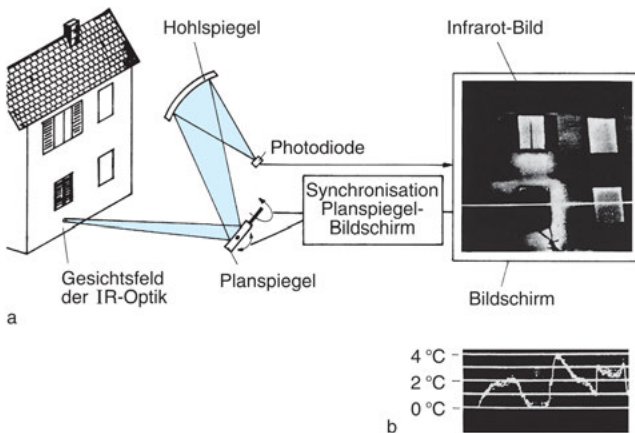 Hohlspiegel
Infrarot-Bild
Photodiode
Synchronisation
Planspiegel-
Bildschirm
Gesichtsfeld
der IR-Optik
Planspiegel
Bildschirm
a
4 °C
2 °C
0 °C
b